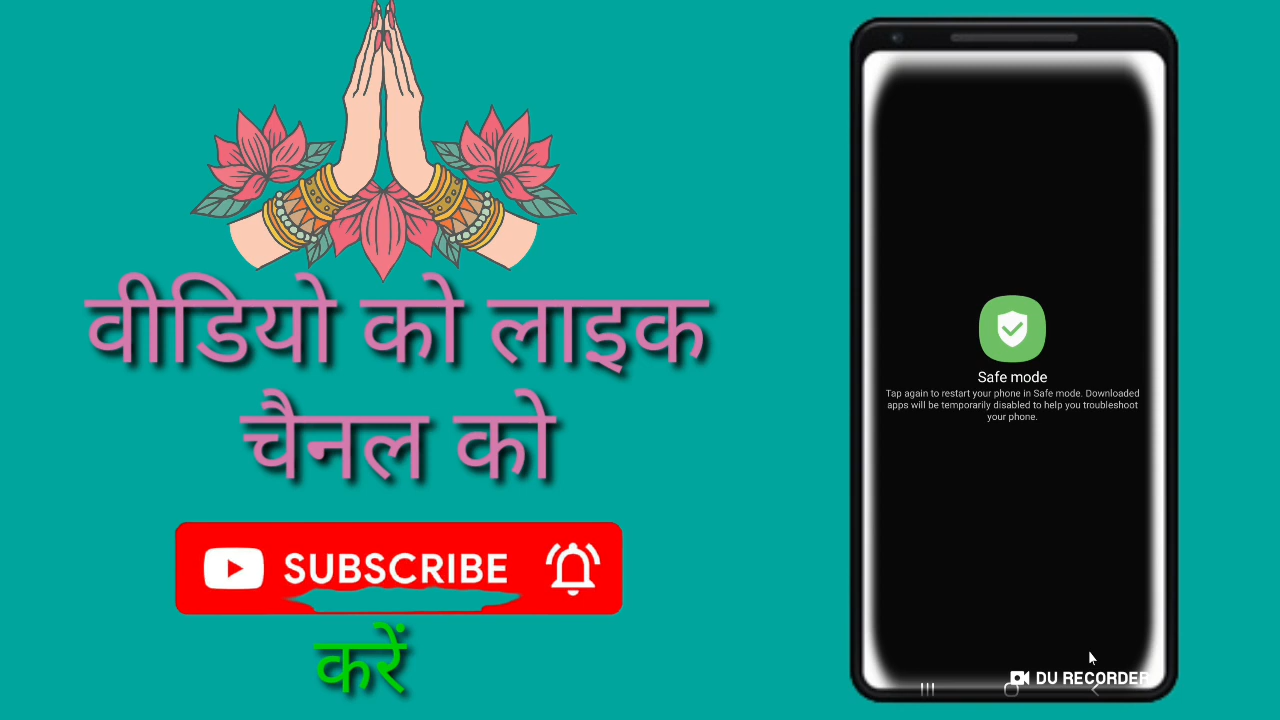 वीडियो को लाइक
चैनल को
SUBSCRIBE
करें
Safe mode
Tap again to restart your phone in Safe mode. Downloaded
apps will be temporarily disabled to help you troubleshoot
your phone.
DU RECORDER